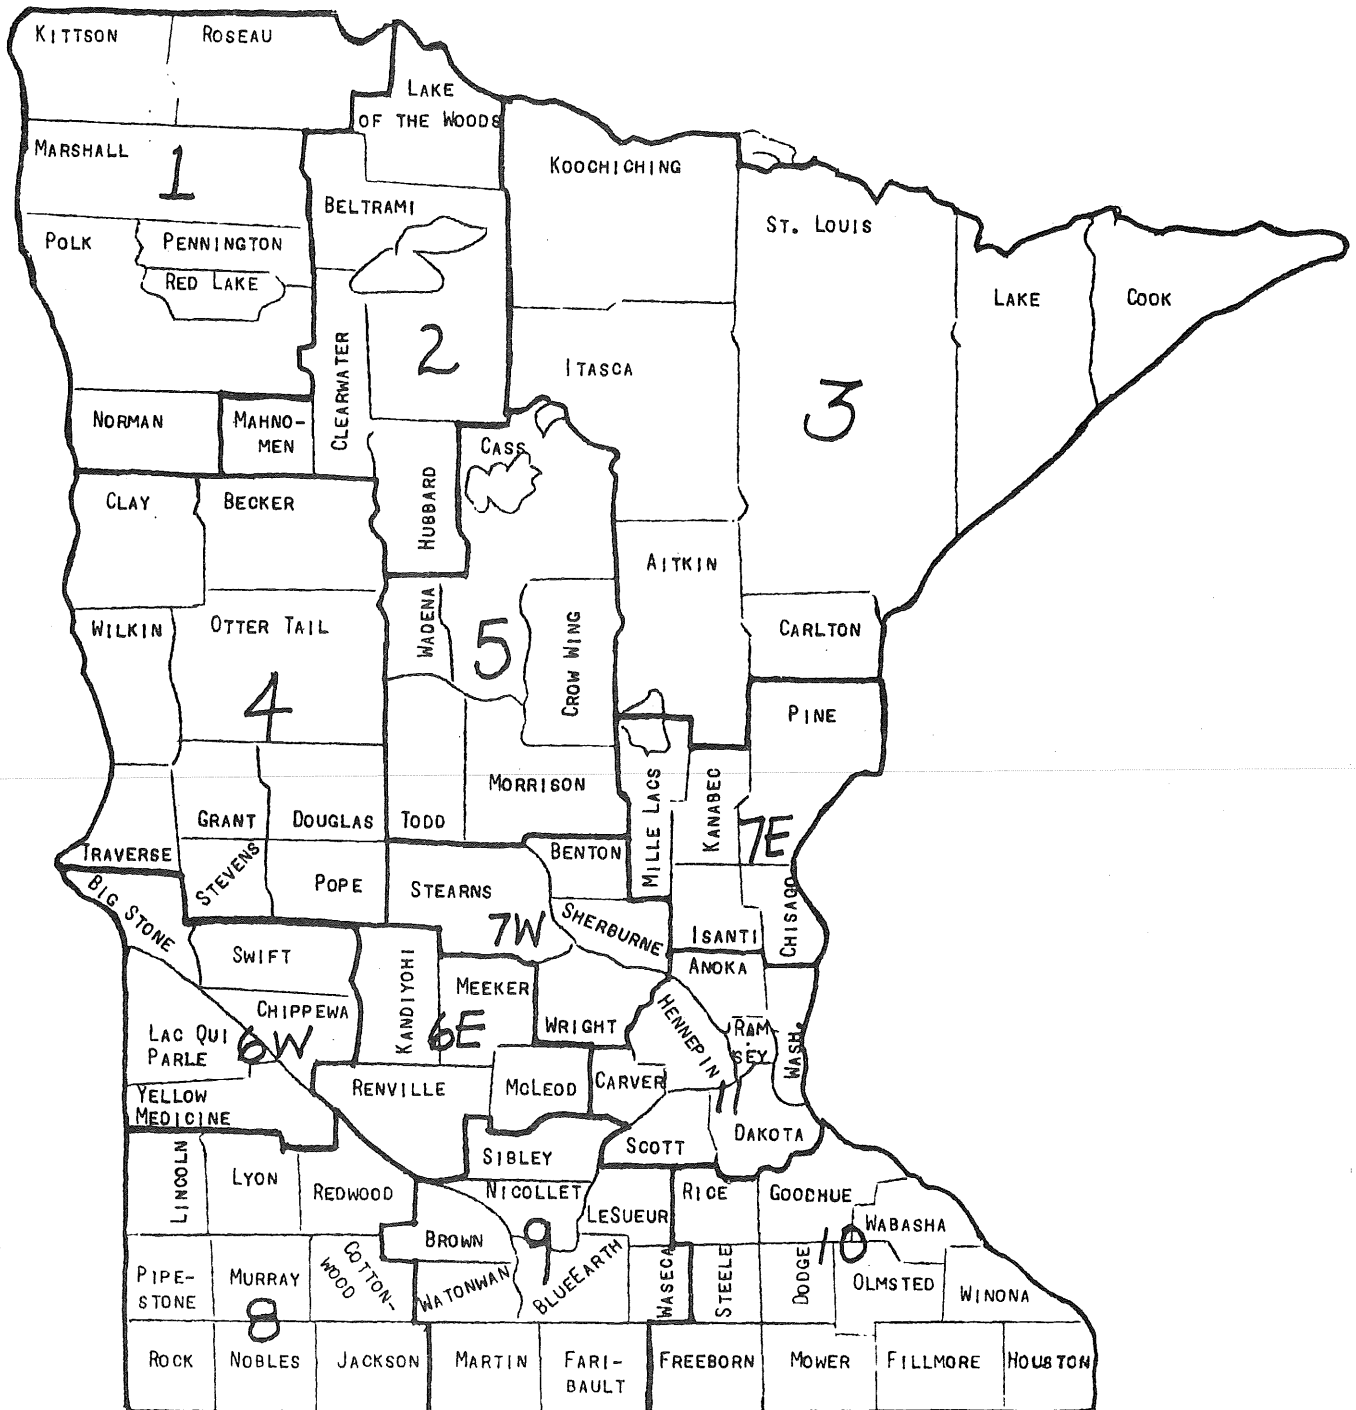 KITTSON
ROSEAU
LAKE
OF THE WOODS
MARSHALL
1
KOOCHICHING
BELTRAMI
ST. LOUIS
POLK
PENNINGTON
RED LAKE
LAKE
COOK
CLEARWATER
2
ITASCA
3
NORMAN
MAHNO-
MEN
CASS
CLAY
BECKER
HUBBARD
AITKIN
WILKIN
OTTER TAIL
WADENA
5
CROW WING
CARLTON
4
PINE
MORRISON
MILLE LACS
KANABEC
7E
GRANT
DOUGLAS
TODD
TRAVERSE
STEVENS
POPE
STEARNS
BENTON
BIG STONE
7W
SHERBURNE
ISANTI
CHISAGO
SWIFT
KANDIYOHI
MEEKER
ANOKA
CHIPPEWA
6E
WRIGHT
HENNEPIN
RAM
SEY
WASH.
LAC QUI
PARLE
6W
RENVILLE
MCLEOD
CARVER
11
YELLOW
MEDICINE
SCOTT
DAKOTA
LINCOLN
LYON
REDWOOD
SIBLEY
NICOLLET
LESUEUR
RICE
GOODHUE
WABASHA
BROWN
9
10
PIPE-
STONE
MURRAY
COTTON-
WOOD
WATONWAN
BLUE EARTH
WASECA
STEELE
DODGE
OLMSTED
WINONA
8
ROCK
NOBLES
JACKSON
MARTIN
FARI-
BAULT
FREEBORN
MOWER
FILLMORE
HOUSTON